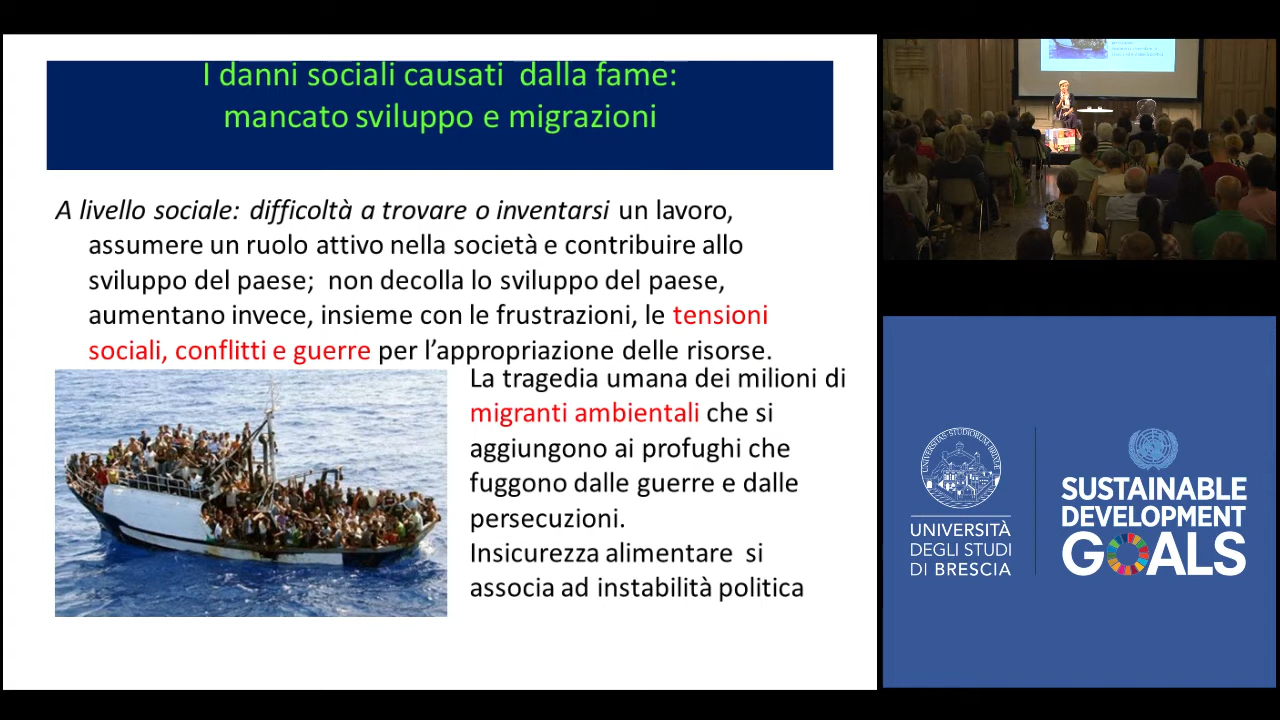 I danni sociali causati  dalla fame:
mancato sviluppo e migrazioni
A livello sociale: difficoltà a trovare o inventarsi un lavoro,
assumere un ruolo attivo nella società e contribuire allo
sviluppo del paese;  non decolla lo sviluppo del paese,
aumentano invece, insieme con le frustrazioni, le tensioni
sociali, conflitti e guerre per l’appropriazione delle risorse.
La tragedia umana dei milioni di
migranti ambientali che si
aggiungono ai profughi che
fuggono dalle guerre e dalle
persecuzioni.
Insicurezza alimentare  si
associa ad instabilità politica
UNIVERSITÀ
DEGLI STUDI
DI BRESCIA
SUSTAINABLE
DEVELOPMENT
GOALS